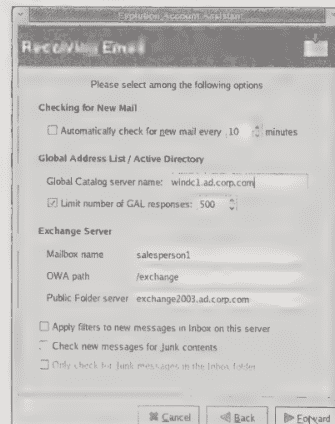 Evolution Account Assistant
Receiving Email
Please select among the following options
Checking for New Mail
Automatically check for new mail every 10 minutes
Global Address List / Active Directory
Global Catalog server name: windc1.ad.corp.com
Limit number of GAL responses: 500
Exchange Server
Mailbox name salesperson1
OWA path /exchange
Public Folder server exchange2003.ad.corp.com
Apply filters to new messages in Inbox on this server
Check new messages for Junk contents
Only check for Junk messages in the Inbox folder
Cancel Back Forward